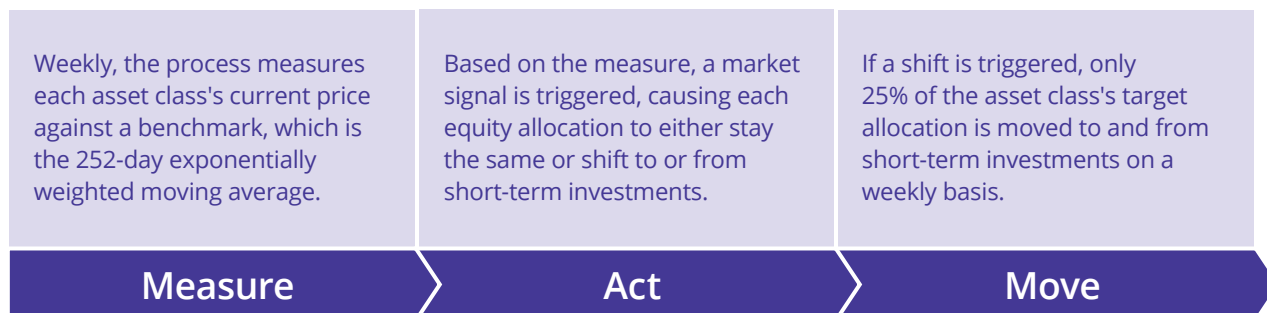 Weekly, the process measures
each asset class's current price
against a benchmark, which is
the 252-day exponentially
weighted moving average.
Measure
Based on the measure, a market
signal is triggered, causing each
equity allocation to either stay
the same or shift to or from
short-term investments.
Act
If a shift is triggered, only
25% of the asset class's target
allocation is moved to and from
short-term investments on a
weekly basis.
Move